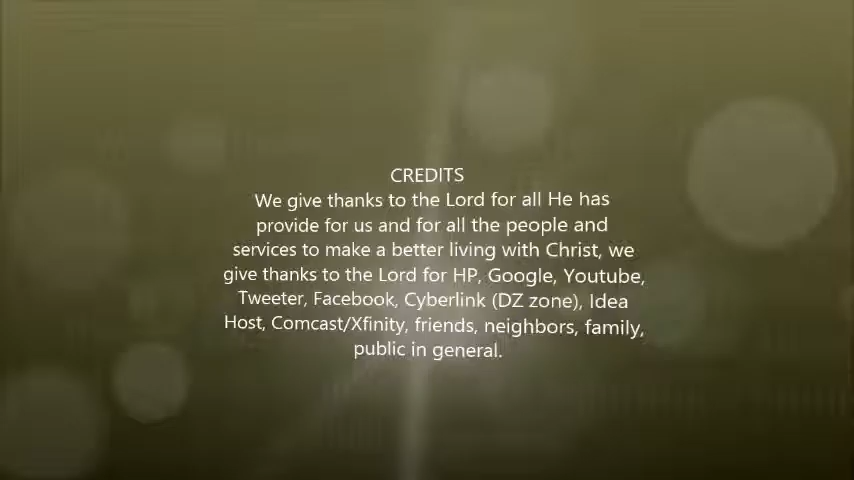 CREDITS
We give thanks to the Lord for all He has
provide for us and for all the people and
services to make a better living with Christ, we
give thanks to the Lord for HP, Google, Youtube,
Tweeter, Facebook, Cyberlink (DZ zone), Idea
Host, Comcast/Xfinity, friends, neighbors, family,
public in general.